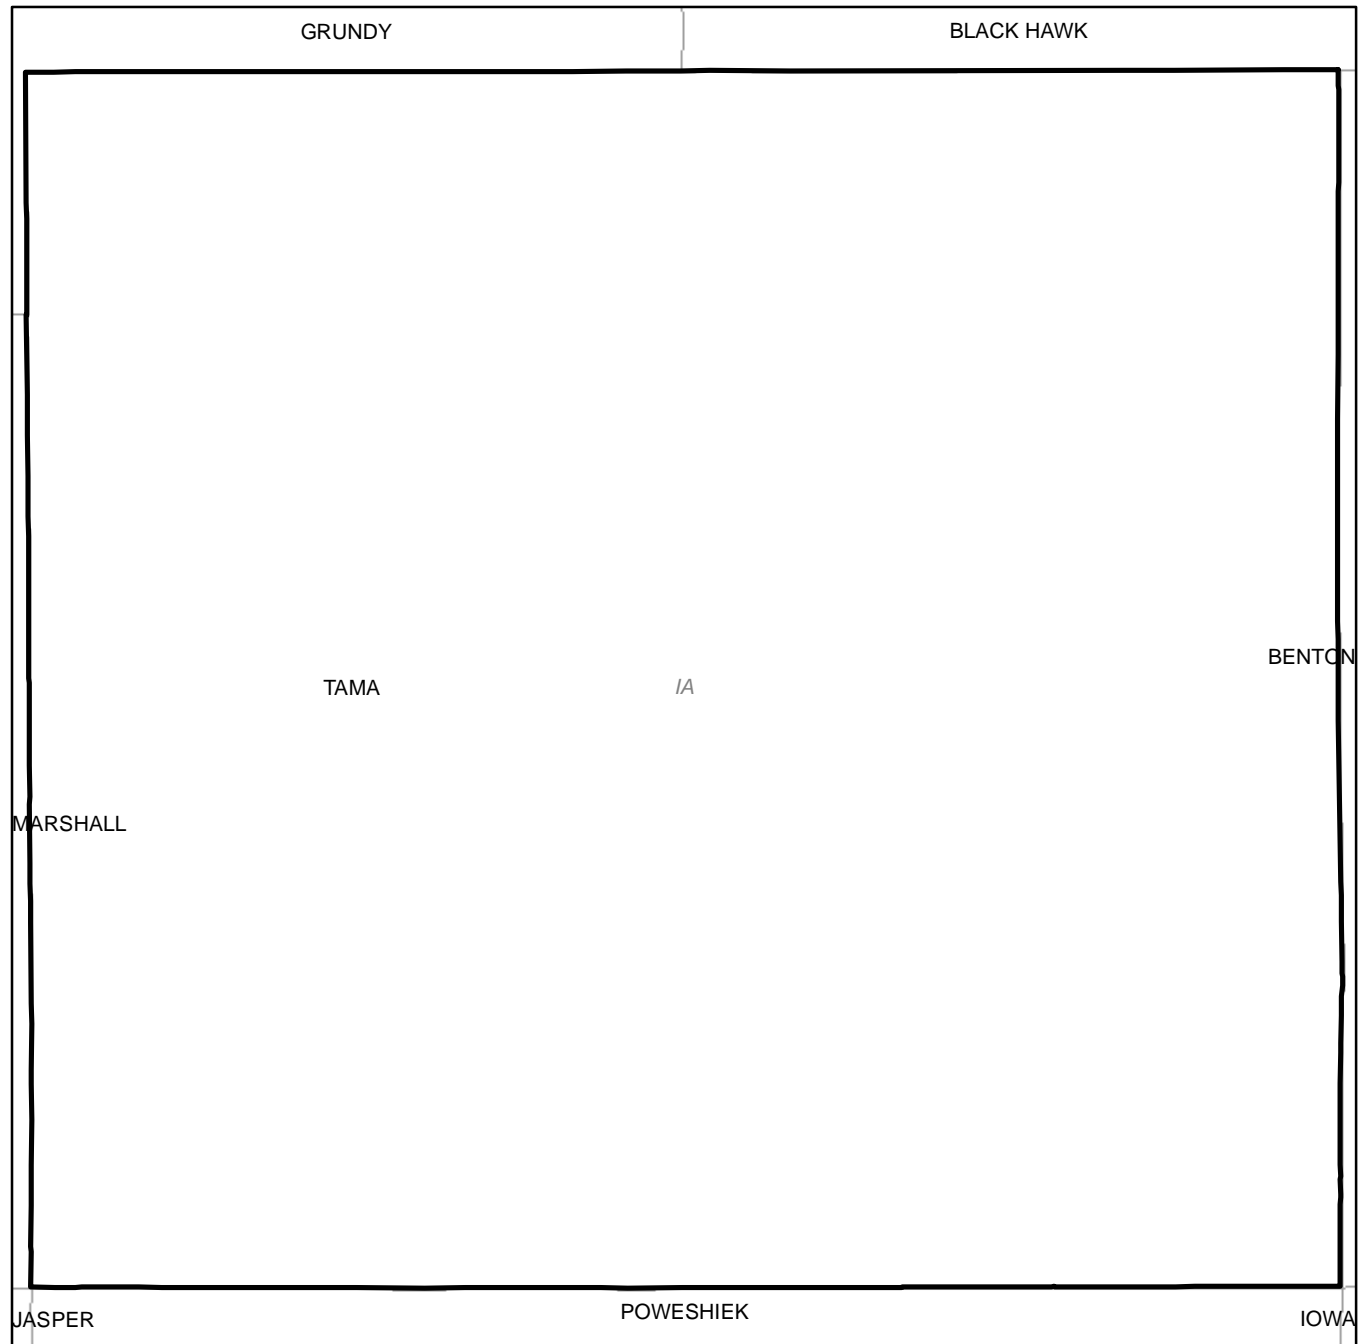 GRUNDY
BLACK HAWK
BENTON
TAMA
IA
MARSHALL
JASPER
POWESHIEK
IOWA